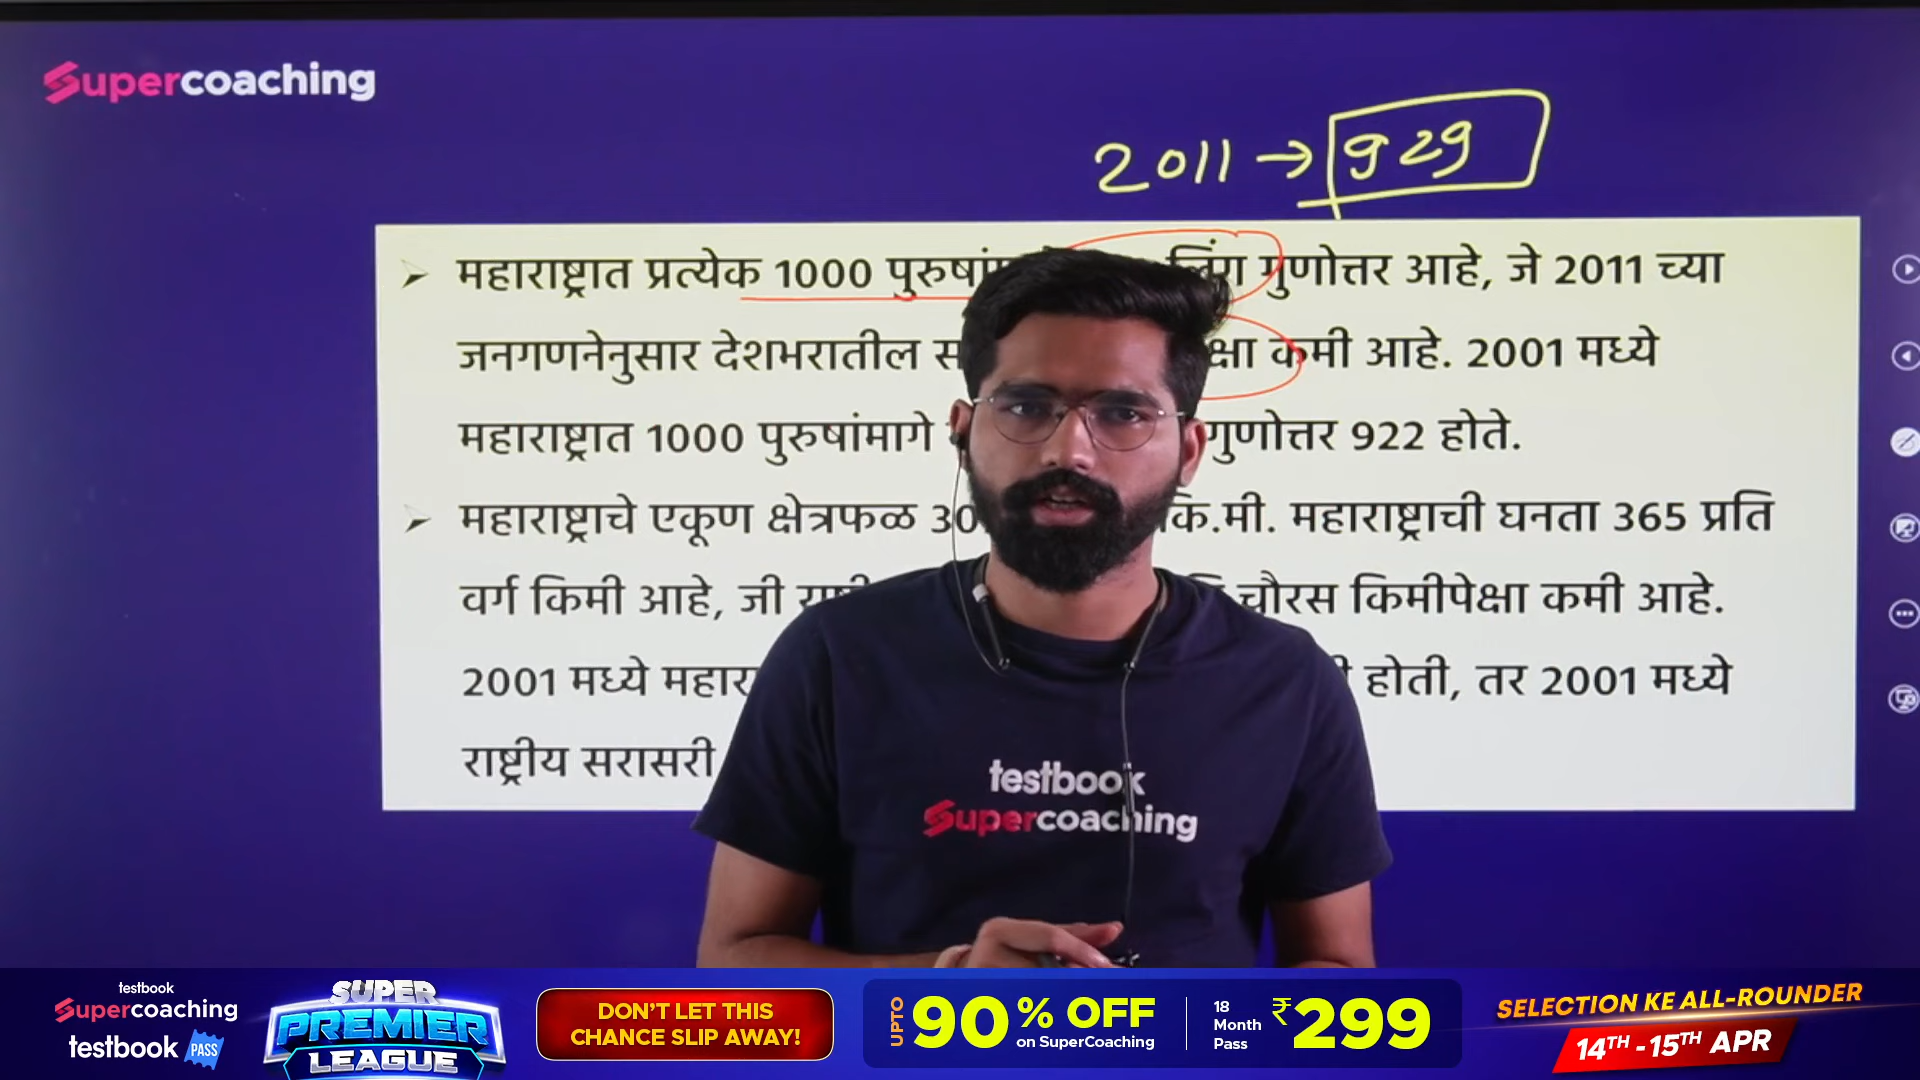 Supercoaching
2011 → 929
➤ महाराष्ट्रात प्रत्येक 1000 गुणोत्तर आहे, जे 2011 च्या
जनगणनेनुसार देशभरातील कमी आहे. 2001 मध्ये
महाराष्ट्रात 1000 पुरुषांमागे गुणोत्तर 922 होते.
➤ महाराष्ट्राचे एकूण क्षेत्रफळ कि.मी. महाराष्ट्राची घनता 365 प्रति
वर्ग किमी आहे, जी चौरस किमीपेक्षा कमी आहे.
2001 मध्ये होती, तर 2001 मध्ये
राष्ट्रीय सरासरी
testbook
Supercoaching
testbook
Supercoaching
testbook PASS
SUPER
PREMIER
LEAGUE
DON'T LET THIS
CHANCE SLIP AWAY!
UPTO 90% OFF
on SuperCoaching
18
Month
Pass
₹299
SELECTION KE ALL-ROUNDER
14TH - 15TH APR